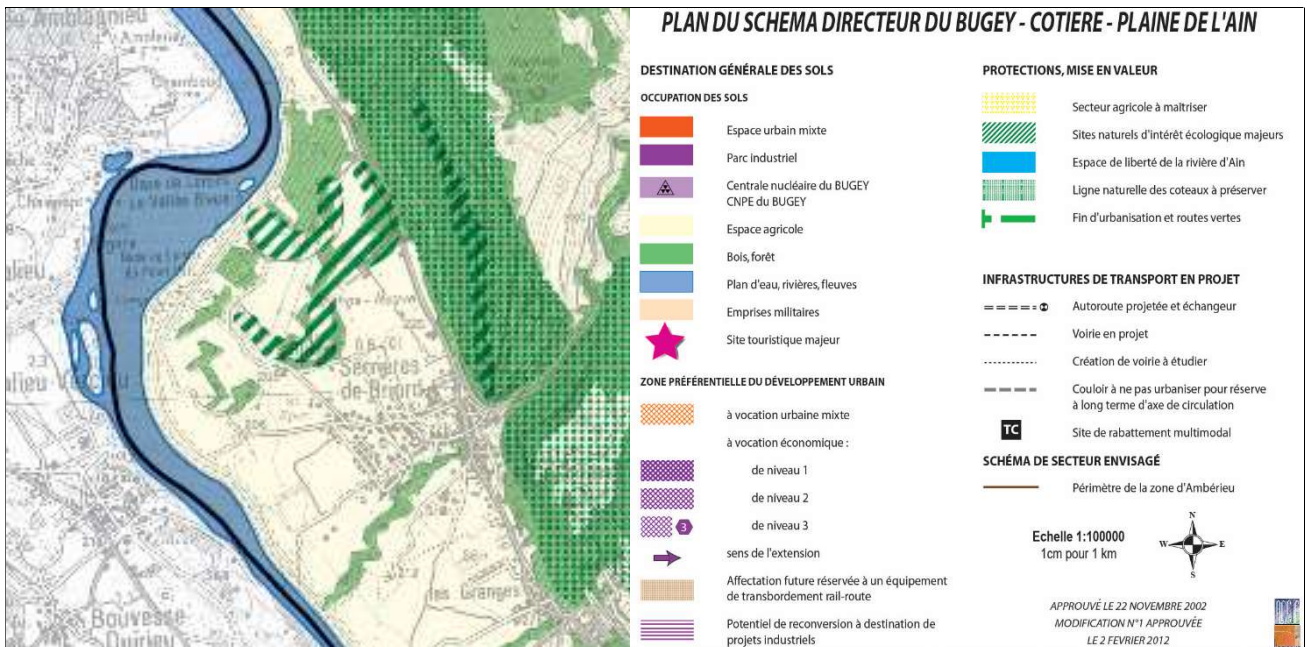 PLAN DU SCHEMA DIRECTEUR DU BUGEY - COTIERE - PLAINE DE L'AIN
DESTINATION GÉNÉRALE DES SOLS
OCCUPATION DES SOLS
Espace urbain mixte
Parc industriel
Centrale nucléaire du BUGEY
CNPE du BUGEY
Espace agricole
Bois, forêt
Plan d'eau, rivières, fleuves
Emprises militaires
Site touristique majeur
ZONE PRÉFÉRENTIELLE DU DÉVELOPPEMENT URBAIN
à vocation urbaine mixte
à vocation économique :
de niveau 1
de niveau 2
3 de niveau 3
sens de l'extension
Affectation future réservée à un équipement
de transbordement rail-route
Potentiel de reconversion à destination de
projets industriels
PROTECTIONS, MISE EN VALEUR
Secteur agricole à maîtriser
Sites naturels d'intérêt écologique majeurs
Espace de liberté de la rivière d'Ain
Ligne naturelle des coteaux à préserver
Fin d'urbanisation et routes vertes
INFRASTRUCTURES DE TRANSPORT EN PROJET
Autoroute projetée et échangeur
Voirie en projet
Création de voirie à étudier
Couloir à ne pas urbaniser pour réserve
à long terme d'axe de circulation
TC Site de rabattement multimodal
SCHÉMA DE SECTEUR ENVISAGÉ
Périmètre de la zone d'Ambérieu
Echelle 1:100000
1cm pour 1 km
N
W E
S
APPROUVÉ LE 22 NOVEMBRE 2002
MODIFICATION N°1 APPROUVÉE
LE 2 FEVRIER 2012
Serrières
de Briord
les Granges
Bouvesse
Quirieu